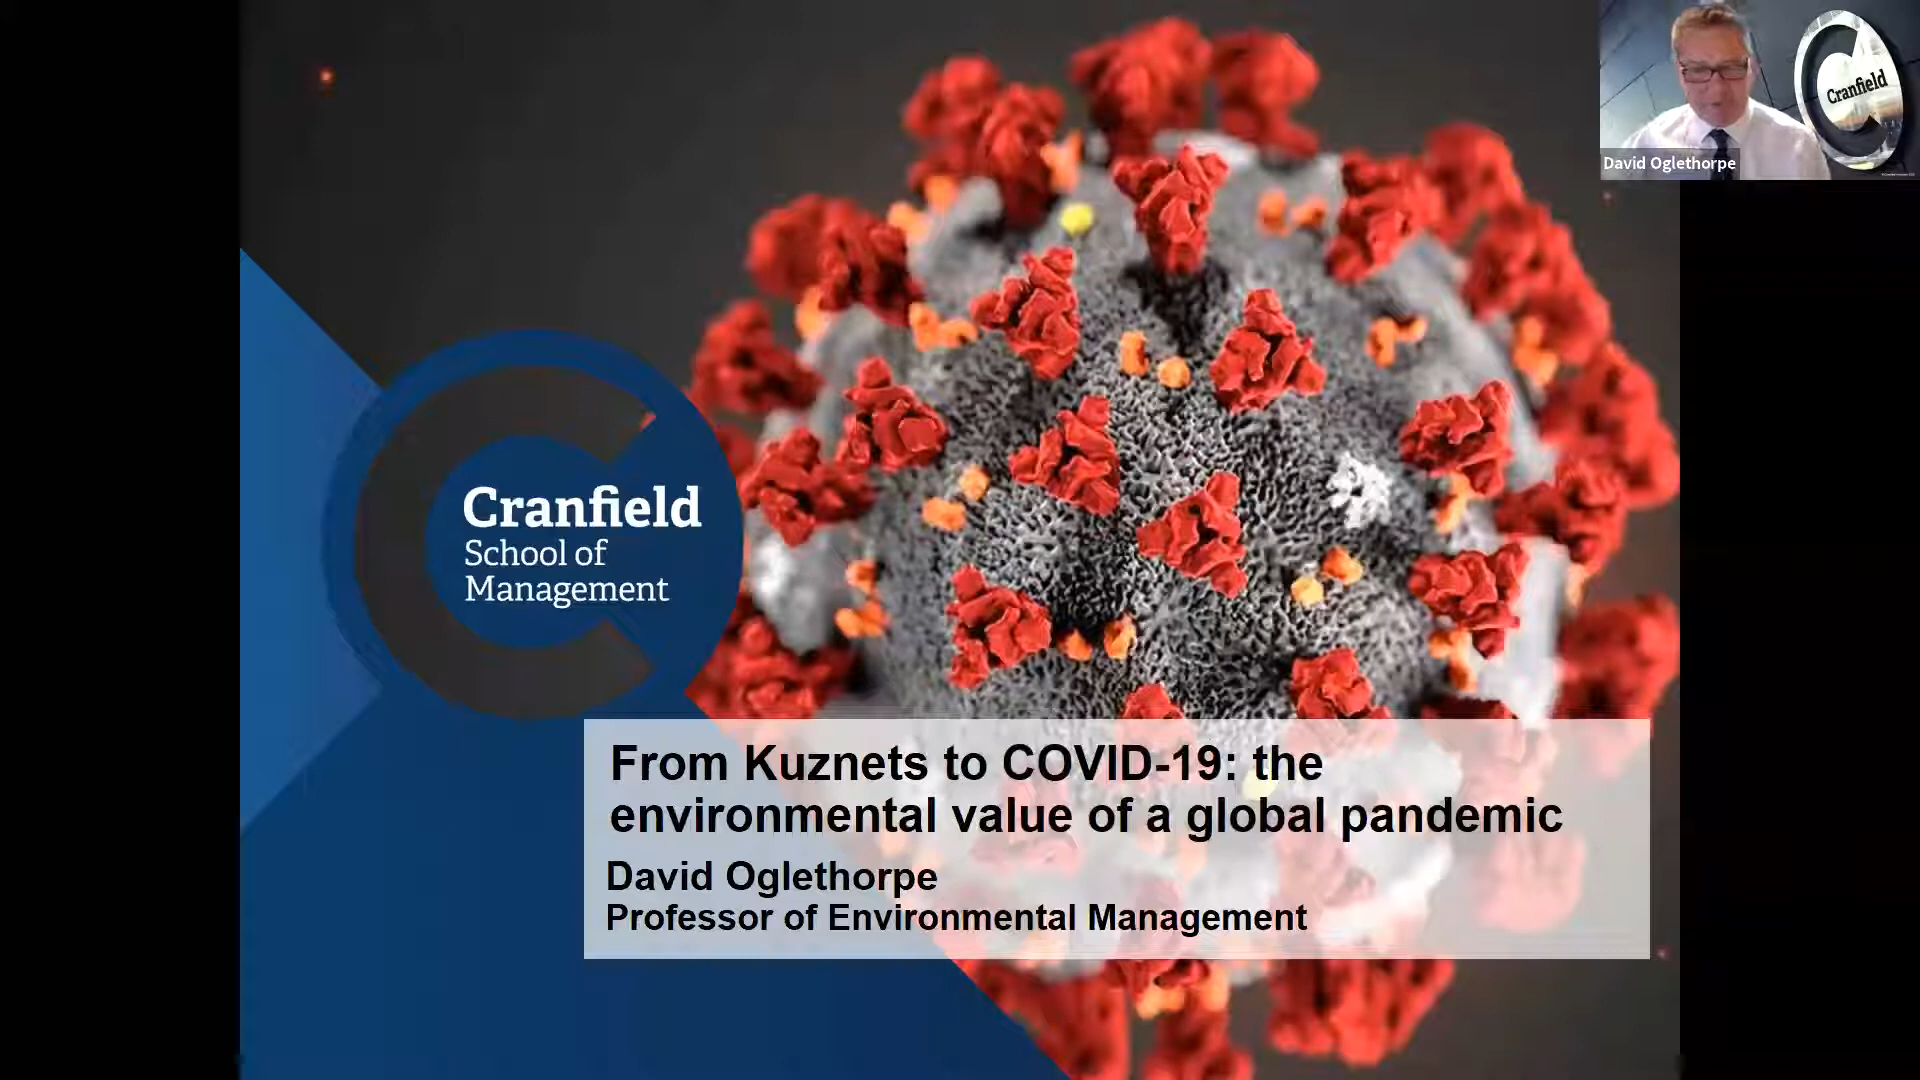 Cranfield
David Oglethorpe
Cranfield
School of
Management
From Kuznets to COVID-19: the
environmental value of a global pandemic
David Oglethorpe
Professor of Environmental Management